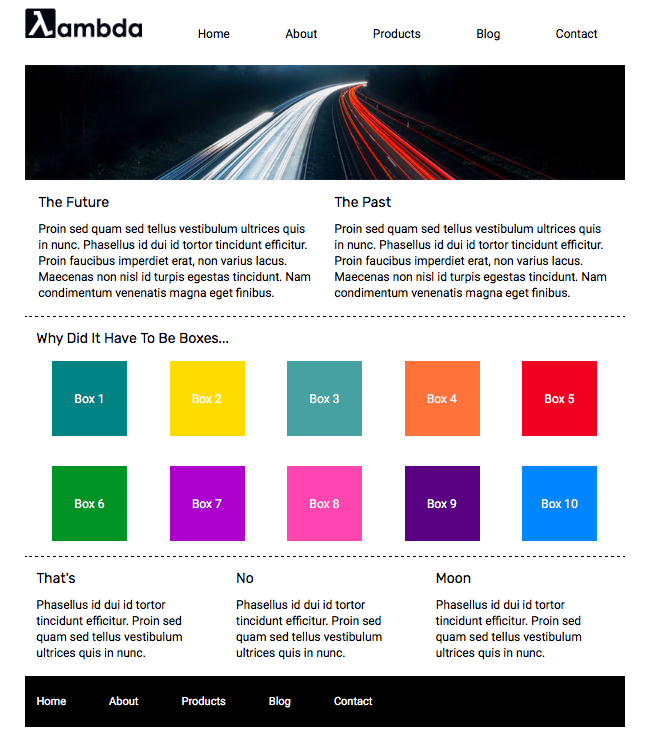 λambda
Home About Products Blog Contact
The Future
Proin sed quam sed tellus vestibulum ultrices quis
in nunc. Phasellus id dui id tortor tincidunt efficitur.
Proin faucibus imperdiet erat, non varius lacus.
Maecenas non nisl id turpis egestas tincidunt. Nam
condimentum venenatis magna eget finibus.
The Past
Proin sed quam sed tellus vestibulum ultrices quis
in nunc. Phasellus id dui id tortor tincidunt efficitur.
Proin faucibus imperdiet erat, non varius lacus.
Maecenas non nisl id turpis egestas tincidunt. Nam
condimentum venenatis magna eget finibus.
Why Did It Have To Be Boxes...
Box 1 Box 2 Box 3 Box 4 Box 5
Box 6 Box 7 Box 8 Box 9 Box 10
That's
Phasellus id dui id tortor
tincidunt efficitur. Proin sed
quam sed tellus vestibulum
ultrices quis in nunc.
No
Phasellus id dui id tortor
tincidunt efficitur. Proin sed
quam sed tellus vestibulum
ultrices quis in nunc.
Moon
Phasellus id dui id tortor
tincidunt efficitur. Proin sed
quam sed tellus vestibulum
ultrices quis in nunc.
Home About Products Blog Contact